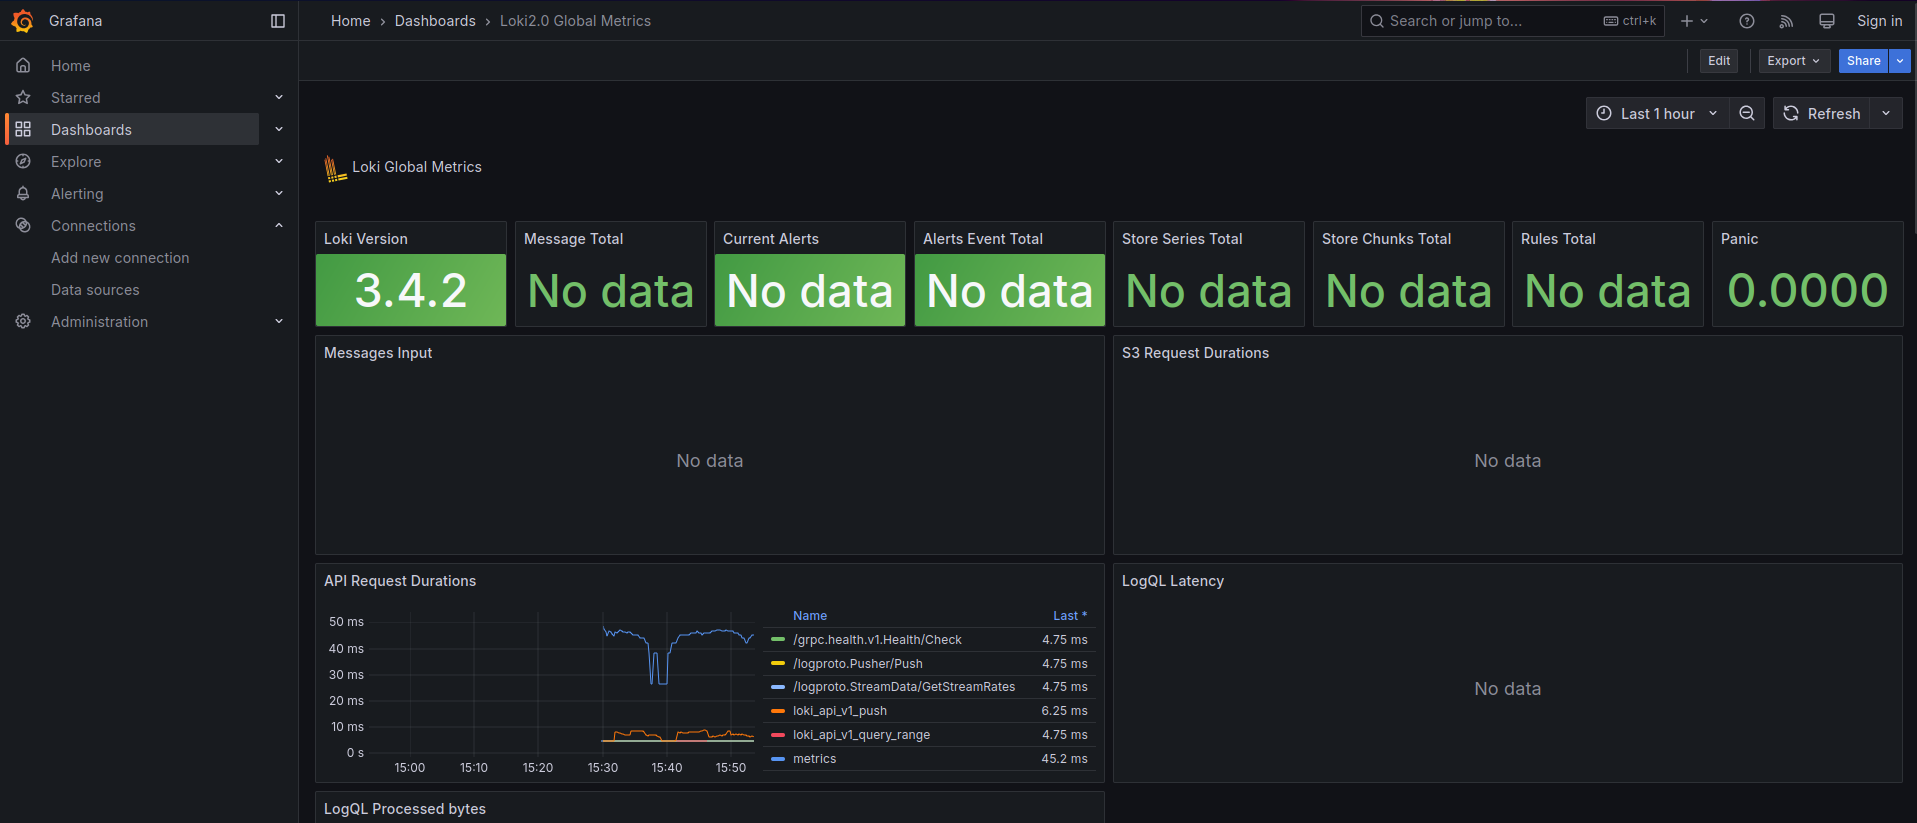 Grafana
Home › Dashboards › Loki2.0 Global Metrics
Search or jump to...
ctrl+k
Sign in
Home
Starred
Dashboards
Explore
Alerting
Connections
Add new connection
Data sources
Administration
Edit
Export
Share
Last 1 hour
Refresh
Loki Global Metrics
Loki Version
3.4.2
Message Total
No data
Current Alerts
No data
Alerts Event Total
No data
Store Series Total
No data
Store Chunks Total
No data
Rules Total
No data
Panic
0.0000
Messages Input
No data
S3 Request Durations
No data
API Request Durations
50 ms
40 ms
30 ms
20 ms
10 ms
0 s
15:00 15:10 15:20 15:30 15:40 15:50
Name Last *
/grpc.health.v1.Health/Check 4.75 ms
/logproto.Pusher/Push 4.75 ms
/logproto.StreamData/GetStreamRates 4.75 ms
loki_api_v1_push 6.25 ms
loki_api_v1_query_range 4.75 ms
metrics 45.2 ms
LogQL Latency
No data
LogQL Processed bytes